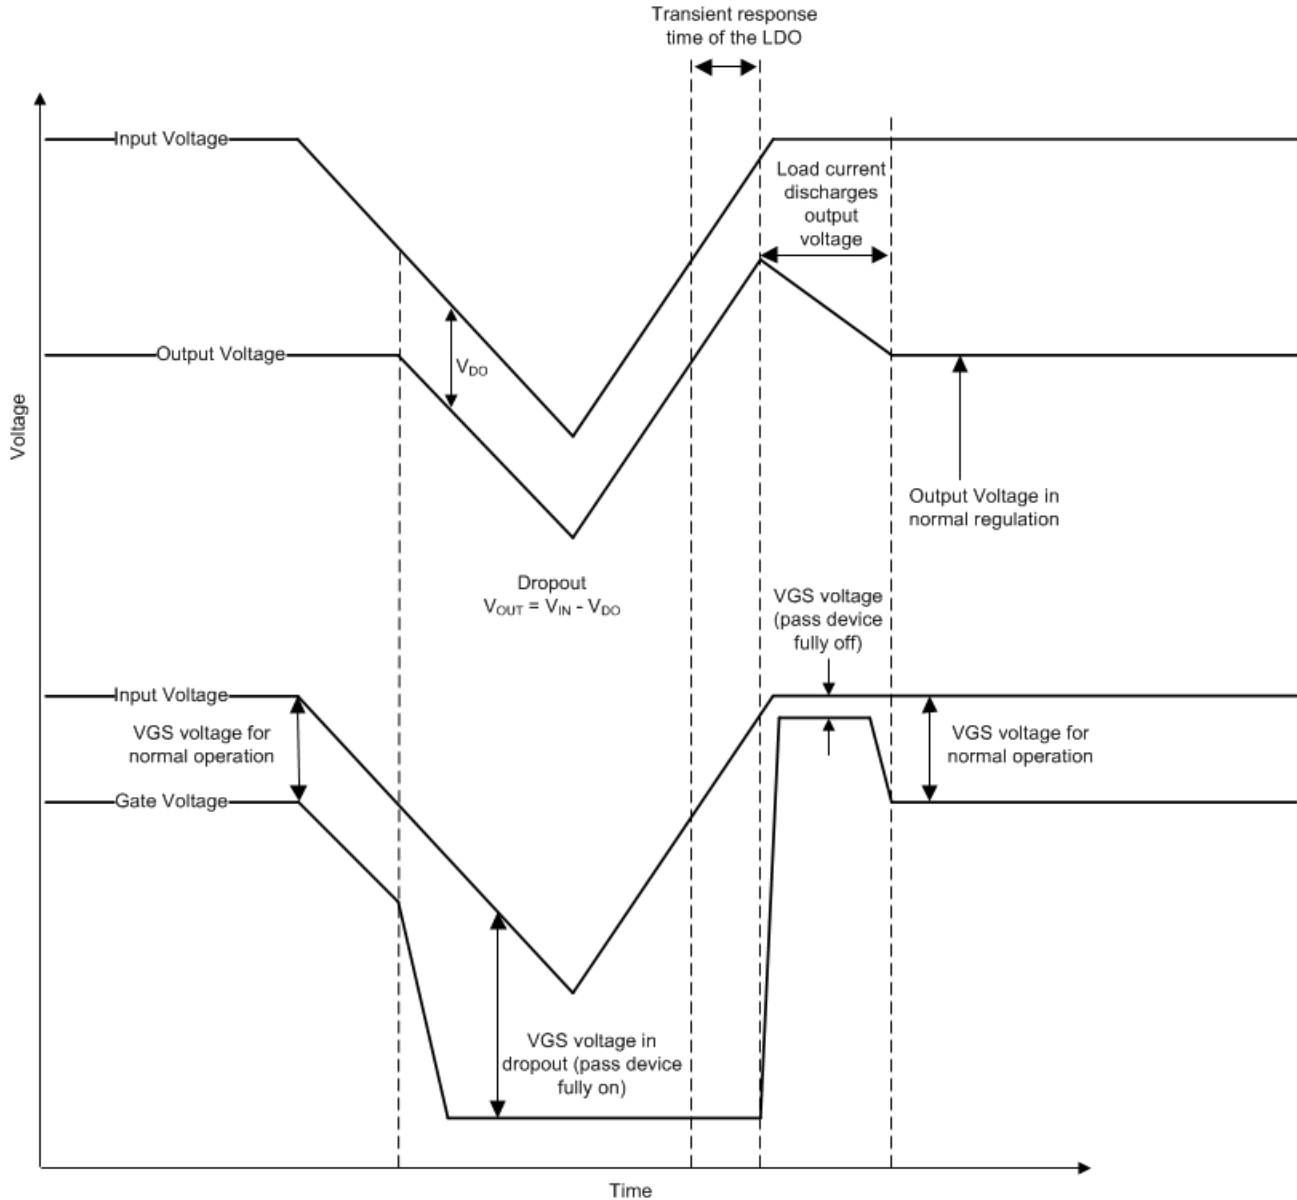 Transient response
time of the LDO
Input Voltage
Load current
discharges
output
voltage
Output Voltage
VDO
Voltage
Output Voltage in
normal regulation
Dropout
VOUT = VIN - VDO
VGS voltage
(pass device
fully off)
Input Voltage
VGS voltage for
normal operation
VGS voltage for
normal operation
Gate Voltage
VGS voltage in
dropout (pass device
fully on)
Time